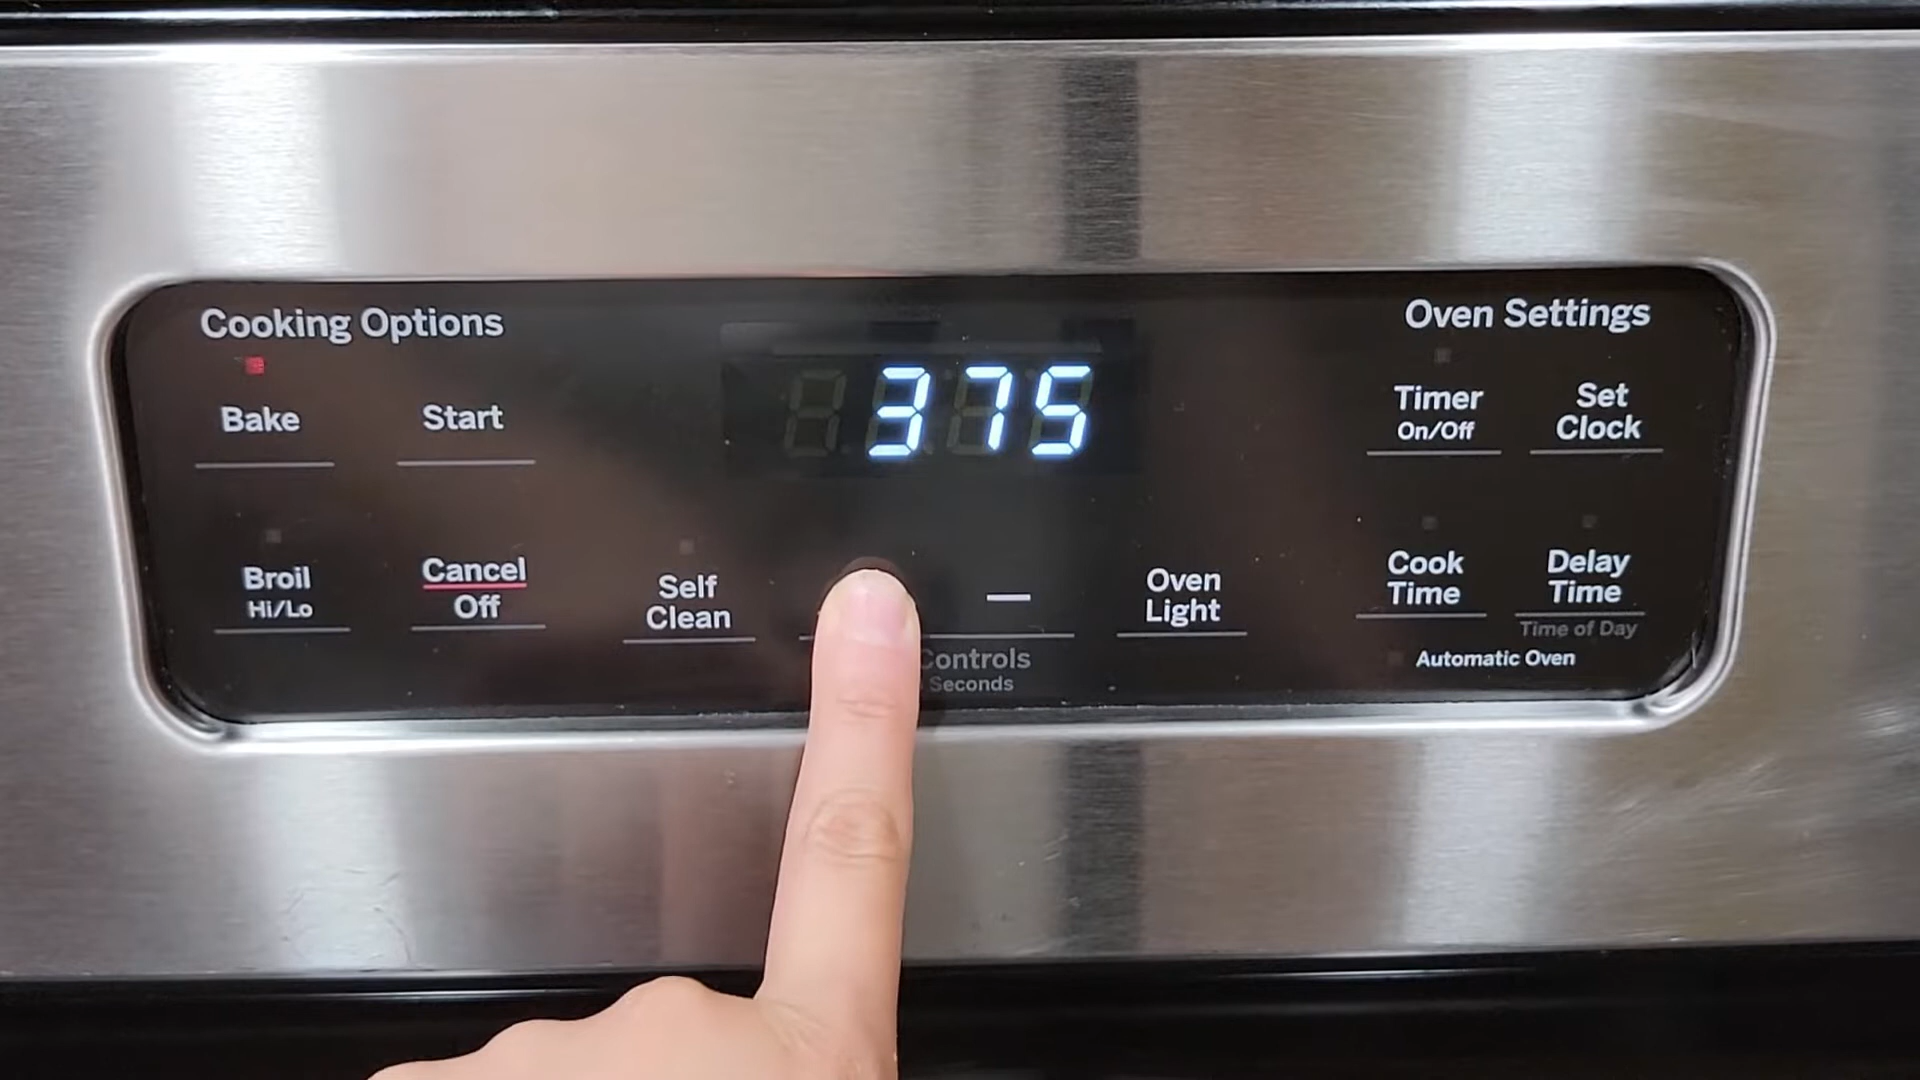 Cooking Options
Oven Settings
Bake
Start
375
Timer
On/Off
Set
Clock
Broil
Hi/Lo
Cancel
Off
Self
Clean
—
Oven
Light
Cook
Time
Delay
Time
Time of Day
Controls
Seconds
Automatic Oven